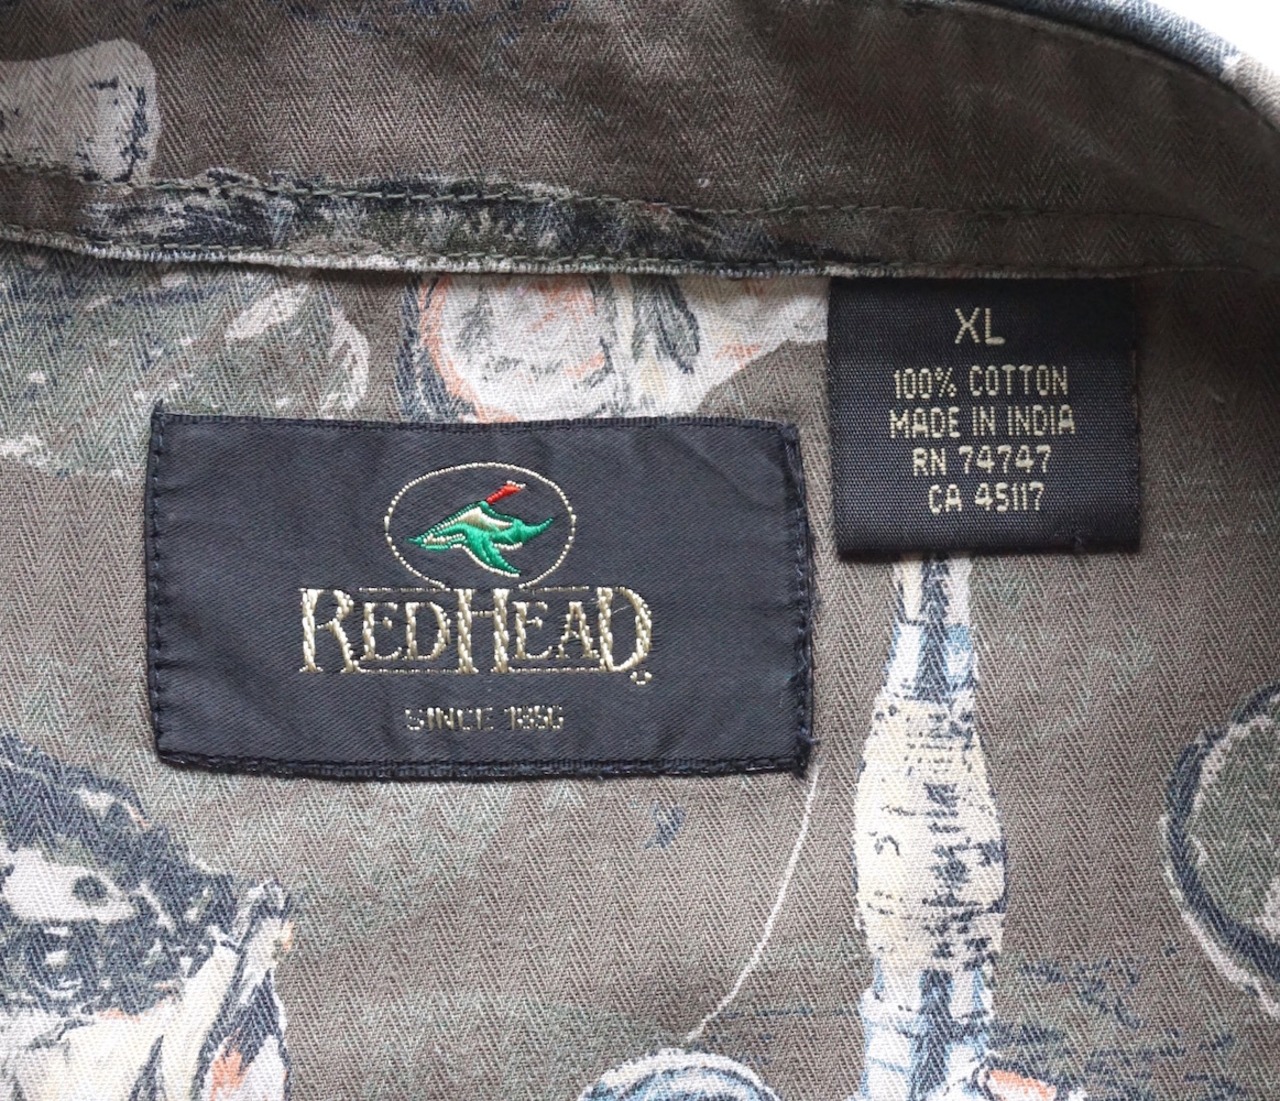 REDHEAD
SINCE 1856
XL
100% COTTON
MADE IN INDIA
RN 74747
CA 45117